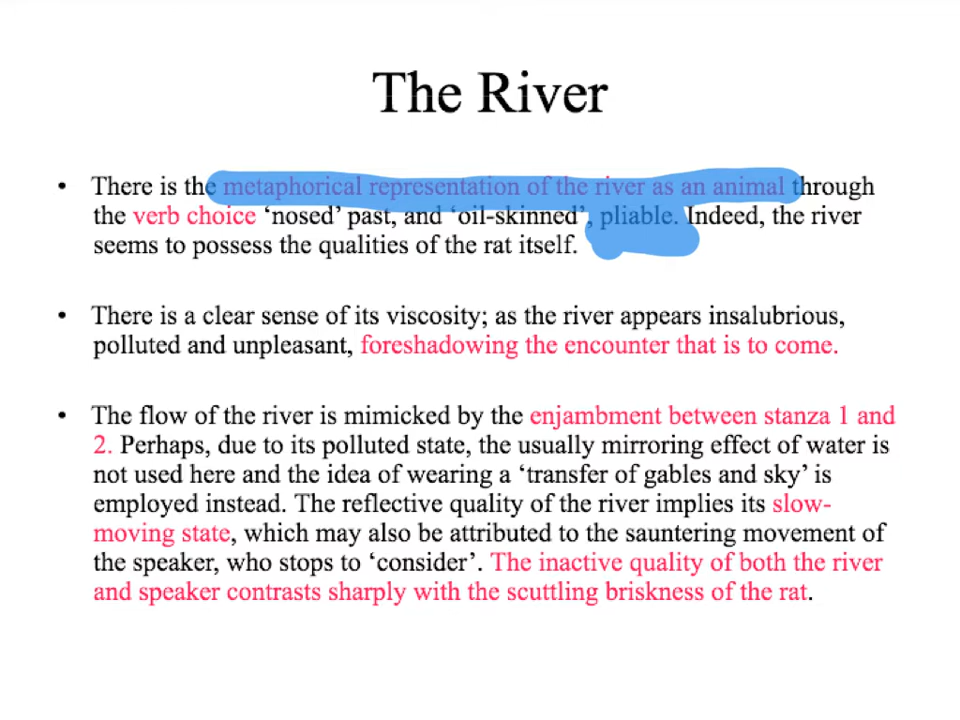 The River
• There is the metaphorical representation of the river as an animal through
the verb choice ‘nosed’ past, and ‘oil-skinned’, pliable. Indeed, the river
seems to possess the qualities of the rat itself.
• There is a clear sense of its viscosity; as the river appears insalubrious,
polluted and unpleasant, foreshadowing the encounter that is to come.
• The flow of the river is mimicked by the enjambment between stanza 1 and
2. Perhaps, due to its polluted state, the usually mirroring effect of water is
not used here and the idea of wearing a ‘transfer of gables and sky’ is
employed instead. The reflective quality of the river implies its slow-
moving state, which may also be attributed to the sauntering movement of
the speaker, who stops to ‘consider’. The inactive quality of both the river
and speaker contrasts sharply with the scuttling briskness of the rat.